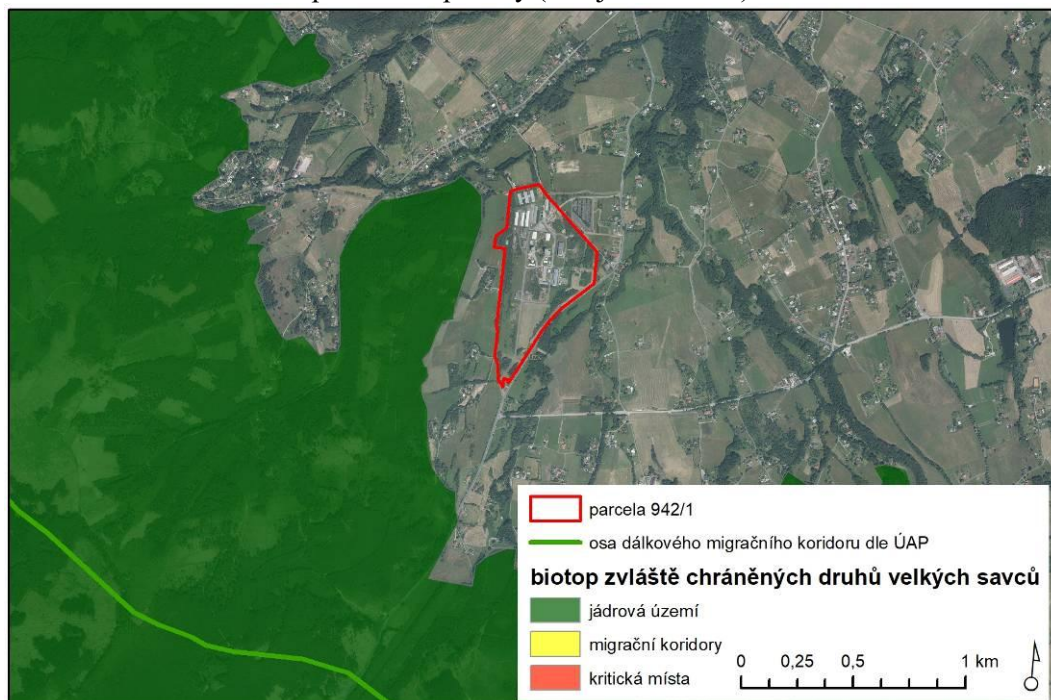 parcela 942/1
osa dálkového migračního koridoru dle ÚAP
biotop zvláště chráněných druhů velkých savců
jádrová území
migrační koridory
kritická místa
0 0,25 0,5 1 km